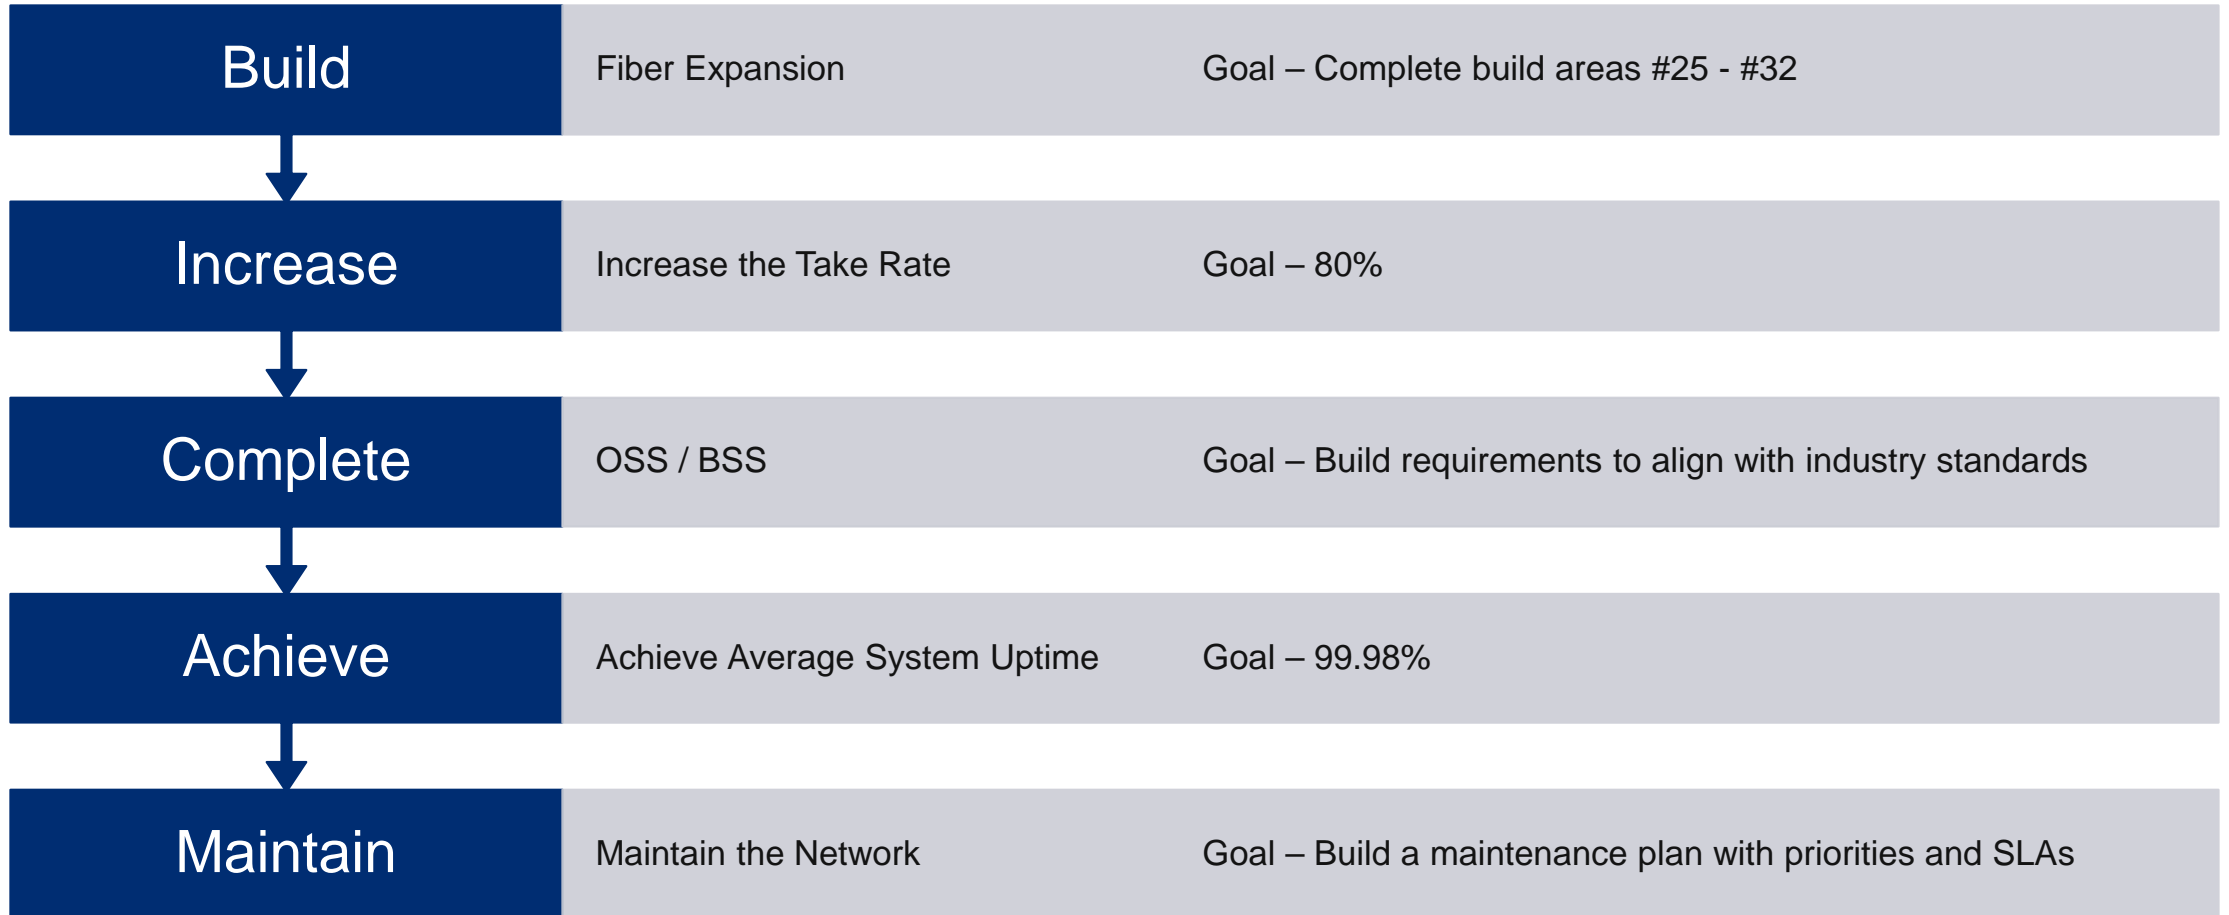 Build
Fiber Expansion
Goal – Complete build areas #25 - #32
Increase
Increase the Take Rate
Goal – 80%
Complete
OSS / BSS
Goal – Build requirements to align with industry standards
Achieve
Achieve Average System Uptime
Goal – 99.98%
Maintain
Maintain the Network
Goal – Build a maintenance plan with priorities and SLAs